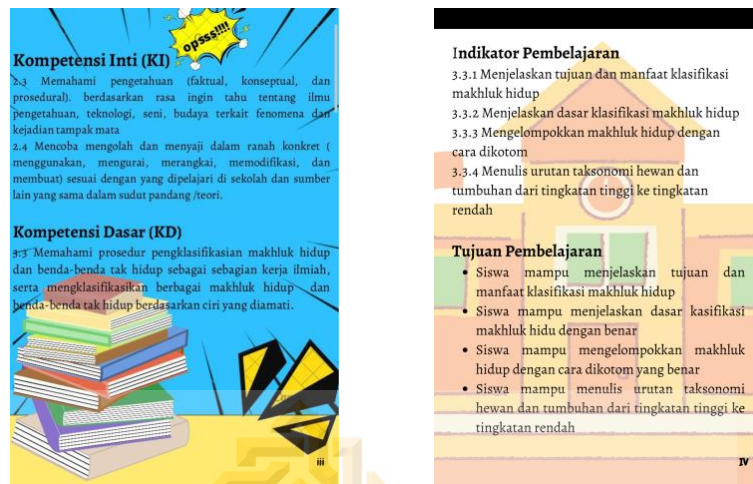 opsss!!!!
Kompetensi Inti (KI)
2.3 Memahami pengetahuan (faktual, konseptual, dan
prosedural). berdasarkan rasa ingin tahu tentang ilmu
pengetahuan, teknologi, seni, budaya terkait fenomena dan
kejadian tampak mata
2.4 Mencoba mengolah dan menyaji dalam ranah konkret (
menggunakan, mengurai, merangkai, memodifikasi, dan
membuat) sesuai dengan yang dipelajari di sekolah dan sumber
lain yang sama dalam sudut pandang /teori.
Kompetensi Dasar (KD)
3.3 Memahami prosedur pengklasifikasian makhluk hidup
dan benda-benda tak hidup sebagai sebagian kerja ilmiah,
serta mengklasifikasikan berbagai makhluk hidup dan
benda-benda tak hidup berdasarkan ciri yang diamati.
iii
Indikator Pembelajaran
3.3.1 Menjelaskan tujuan dan manfaat klasifikasi
makhluk hidup
3.3.2 Menjelaskan dasar klasifikasi makhluk hidup
3.3.3 Mengelompokkan makhluk hidup dengan
cara dikotom
3.3.4 Menulis urutan taksonomi hewan dan
tumbuhan dari tingkatan tinggi ke tingkatan
rendah
Tujuan Pembelajaran
• Siswa mampu menjelaskan tujuan dan
manfaat klasifikasi makhluk hidup
• Siswa mampu menjelaskan dasar kasifikasi
makhluk hidu dengan benar
• Siswa mampu mengelompokkan makhluk
hidup dengan cara dikotom yang benar
• Siswa mampu menulis urutan taksonomi
hewan dan tumbuhan dari tingkatan tinggi ke
tingkatan rendah
IV